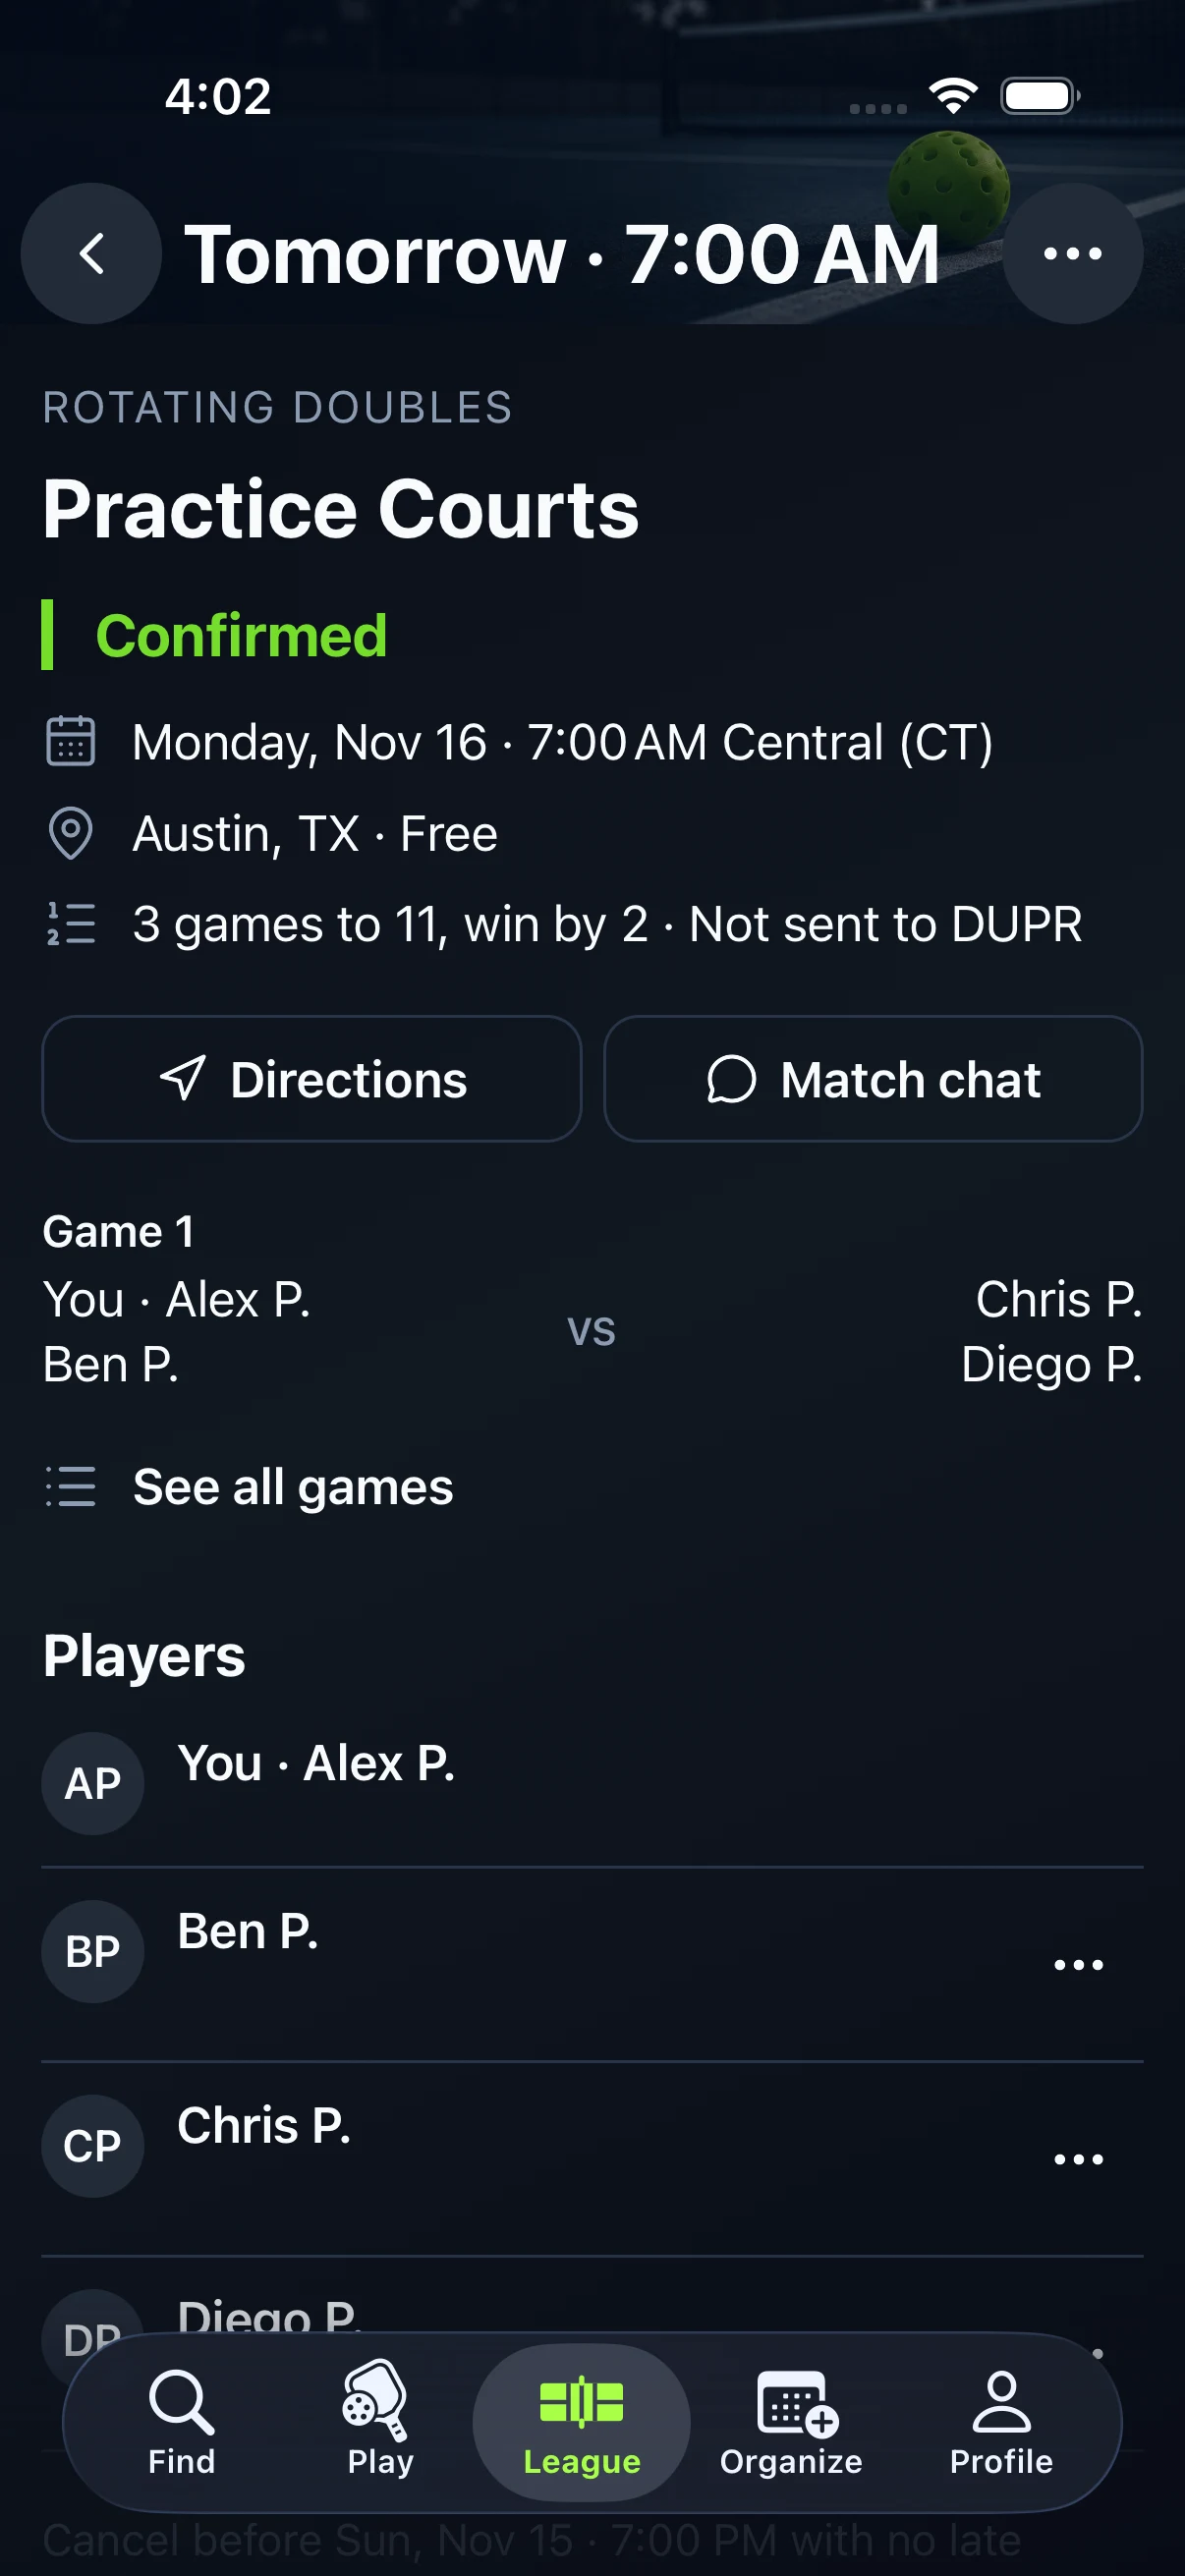 4:02
Tomorrow · 7:00 AM
ROTATING DOUBLES
Practice Courts
Confirmed
Monday, Nov 16 · 7:00 AM Central (CT)
Austin, TX · Free
3 games to 11, win by 2 · Not sent to DUPR
Directions
Match chat
Game 1
You · Alex P.
Ben P.
VS
Chris P.
Diego P.
See all games
Players
AP
You · Alex P.
BP
Ben P.
CP
Chris P.
DP
Diego P.
Find
Play
League
Organize
Profile
Cancel before Sun, Nov 15 · 7:00 PM with no late